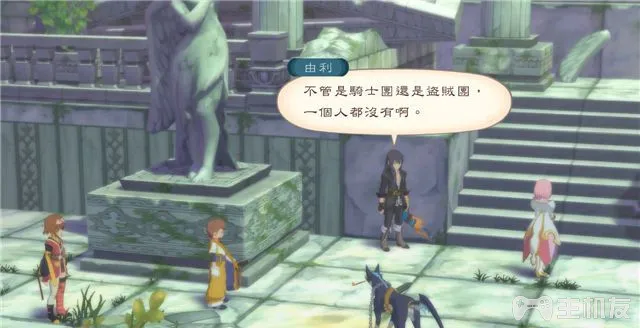 由利
不管是騎士團還是盜賊團，
一個人都沒有啊。
主机友